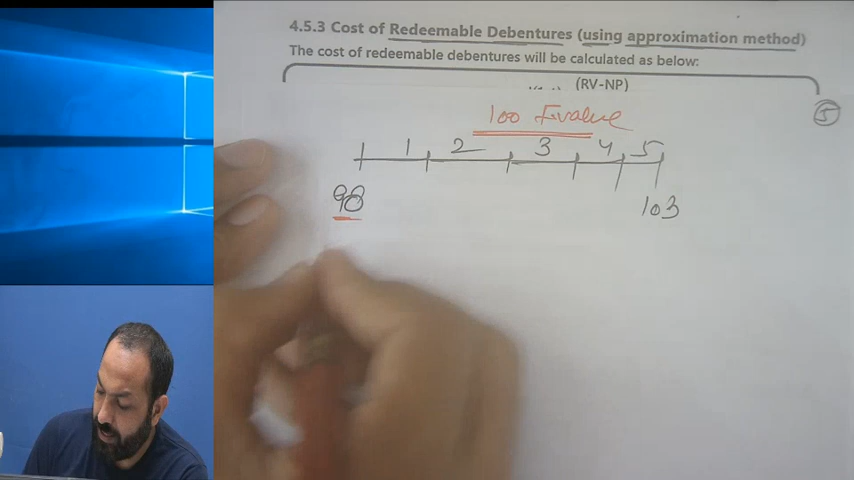 4.5.3 Cost of Redeemable Debentures (using approximation method)
The cost of redeemable debentures will be calculated as below:
(RV-NP)
5
100 F.value
1 2 3 4 5
98 103